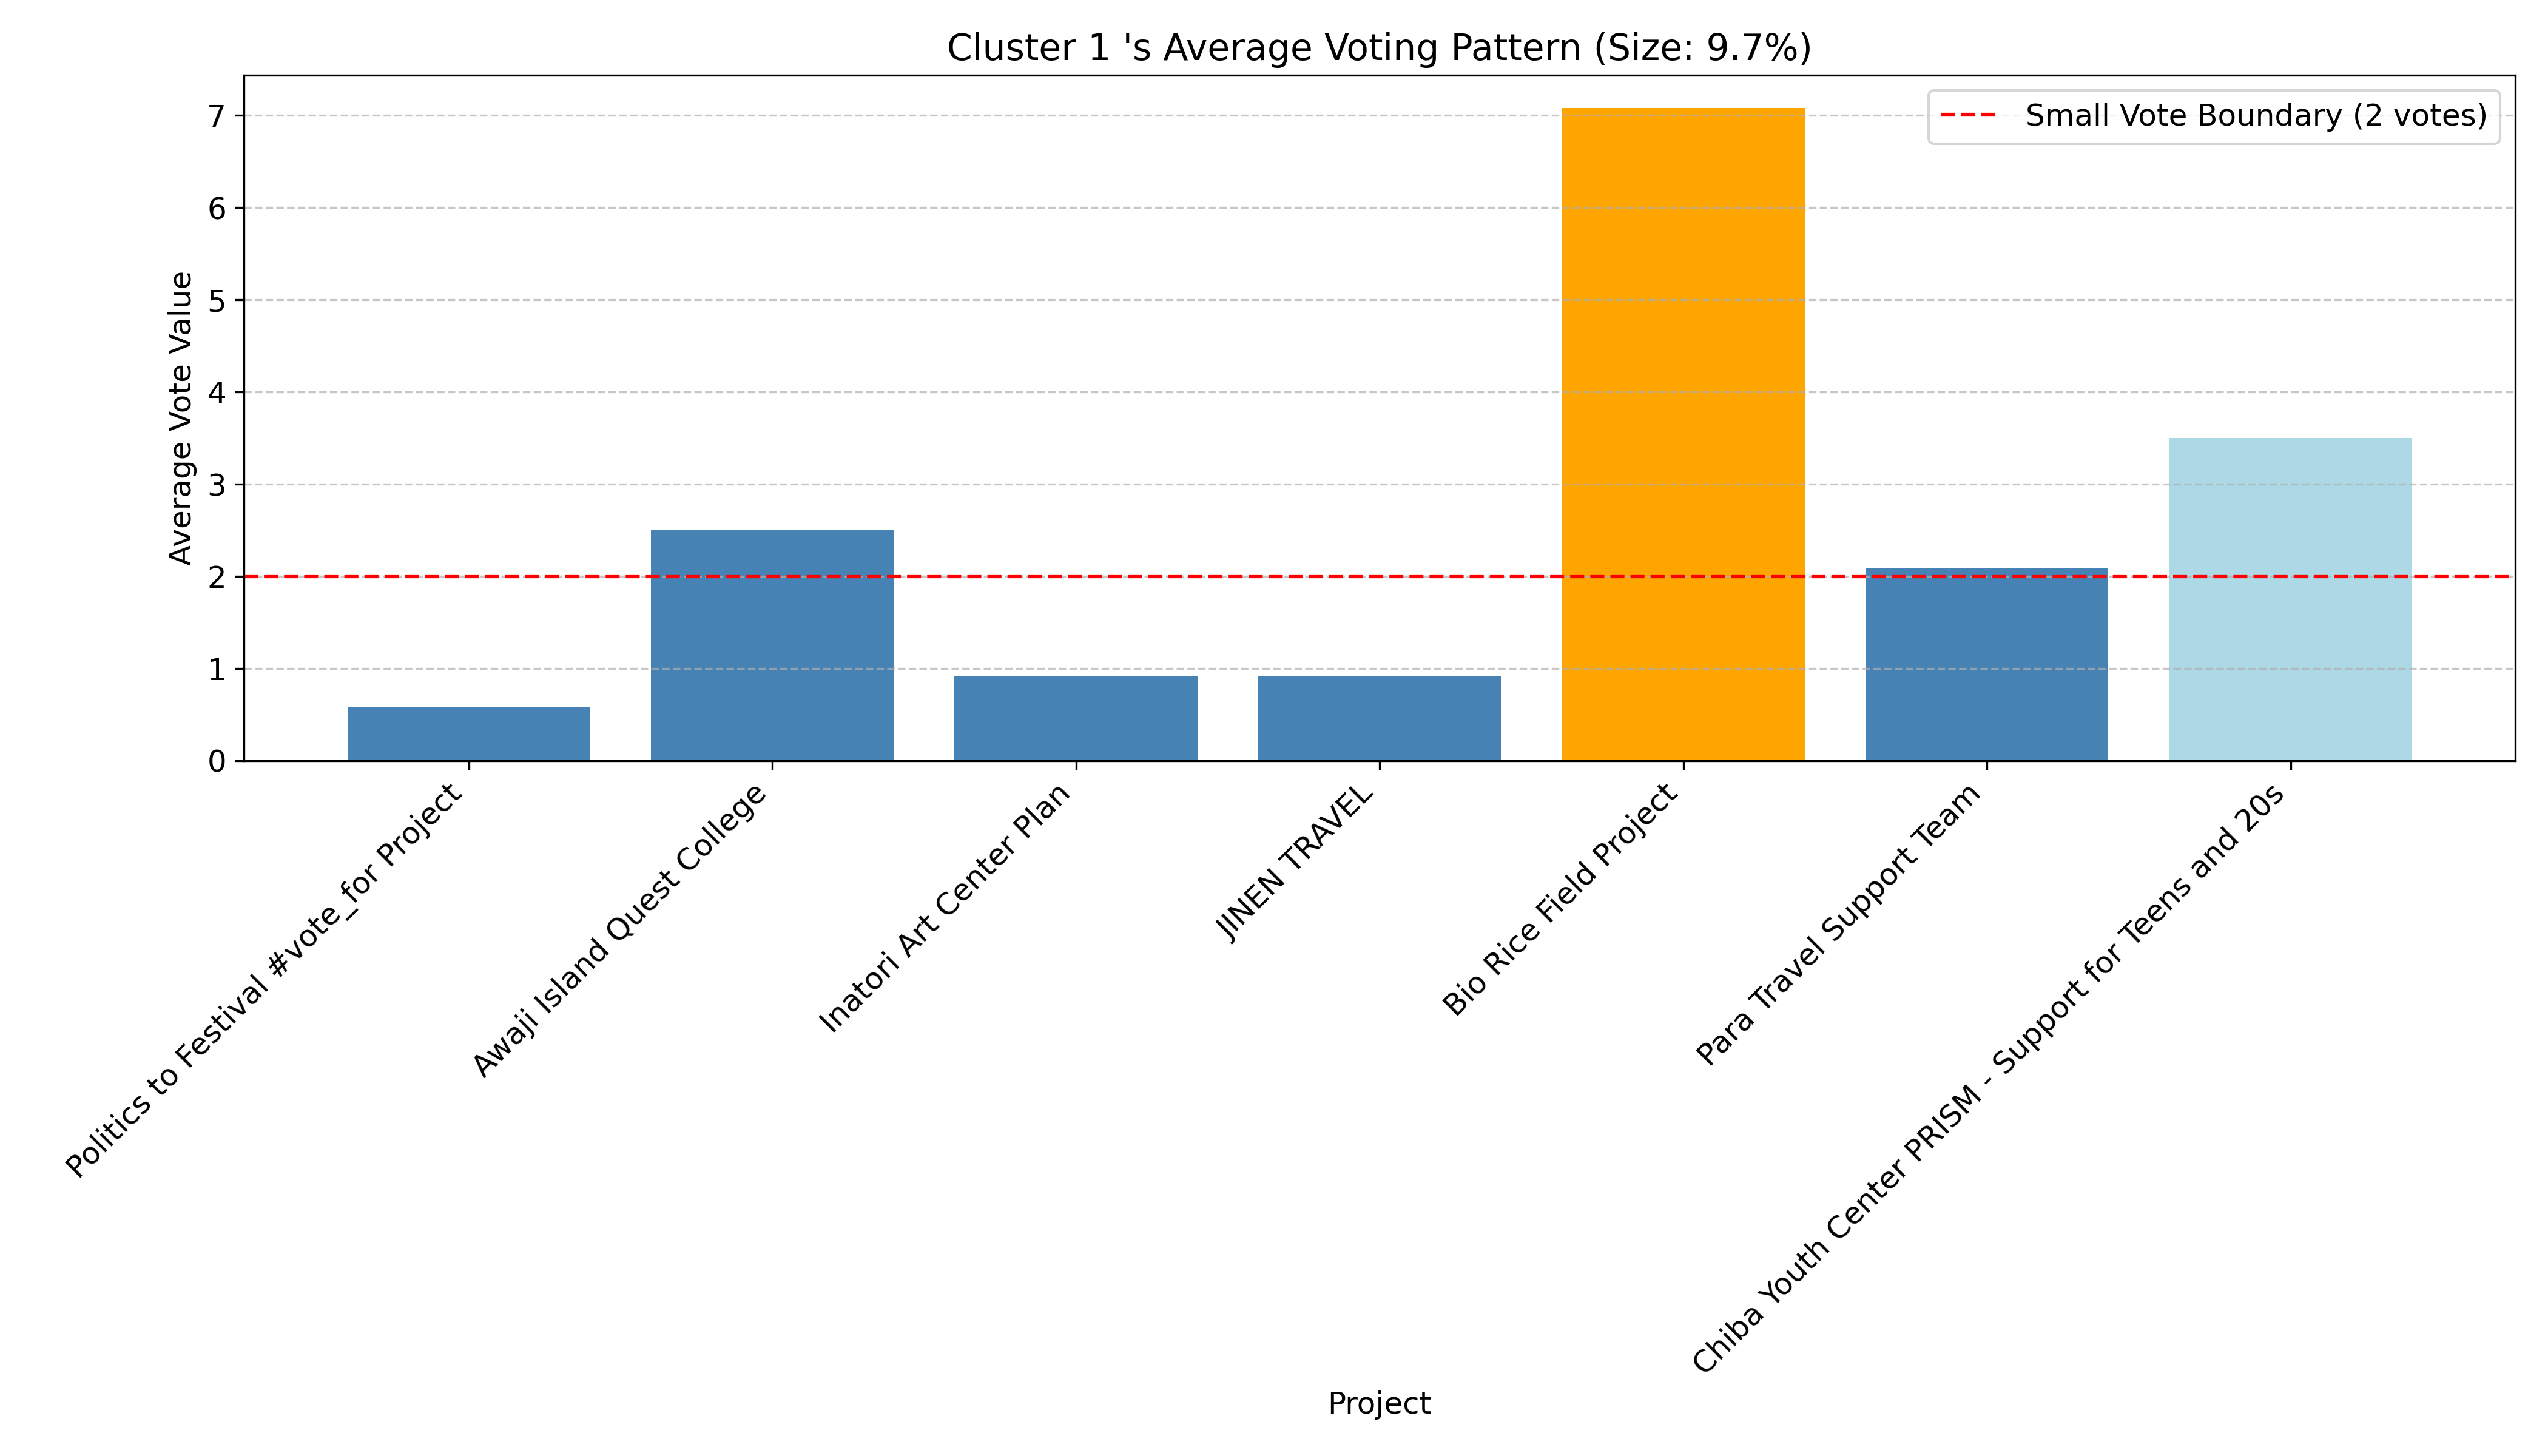 Cluster 1 's Average Voting Pattern (Size: 9.7%)
Small Vote Boundary (2 votes)
Average Vote Value
7
6
5
4
3
2
1
0
Politics to Festival #vote_for Project
Awaji Island Quest College
Inatori Art Center Plan
JINEN TRAVEL
Bio Rice Field Project
Para Travel Support Team
Chiba Youth Center PRISM - Support for Teens and 20s
Project